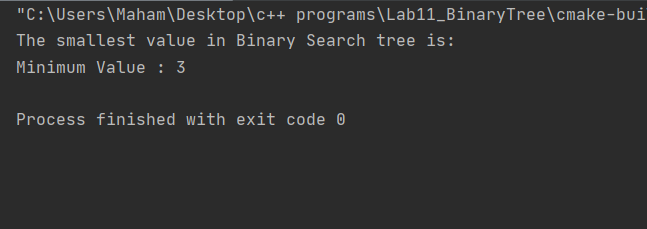 "C:\Users\Maham\Desktop\c++ programs\Lab11_BinaryTree\cmake-bui
The smallest value in Binary Search tree is:
Minimum Value : 3
Process finished with exit code 0